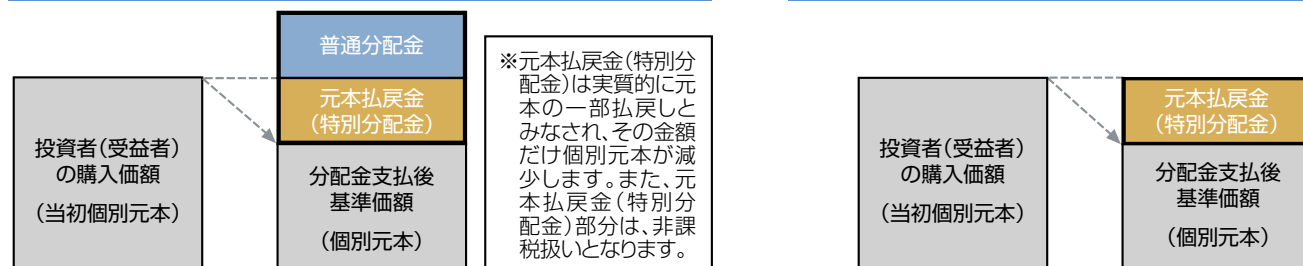 投資者(受益者)
の購入価額
(当初個別元本)
普通分配金
元本払戻金
(特別分配金)
分配金支払後
基準価額
(個別元本)
※元本払戻金(特別分
配金)は実質的に元
本の一部払戻しと
みなされ、その金額
だけ個別元本が減
少します。また、元
本払戻金(特別分
配金)部分は、非課
税扱いとなります。
投資者(受益者)
の購入価額
(当初個別元本)
元本払戻金
(特別分配金)
分配金支払後
基準価額
(個別元本)